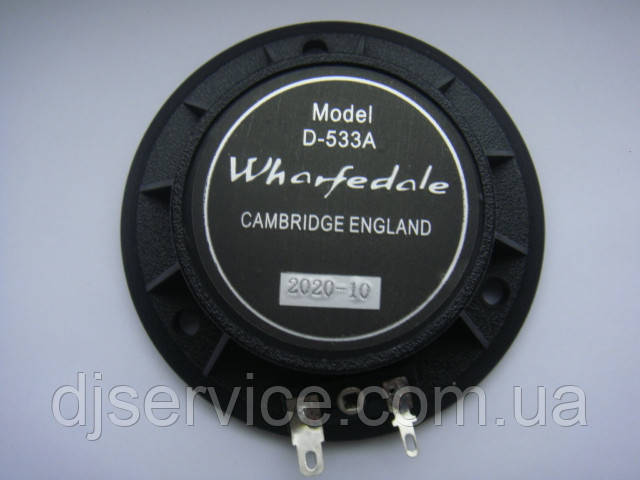 Model
D-533A
Wharfedale
CAMBRIDGE ENGLAND
2020-10
djservice.com.ua